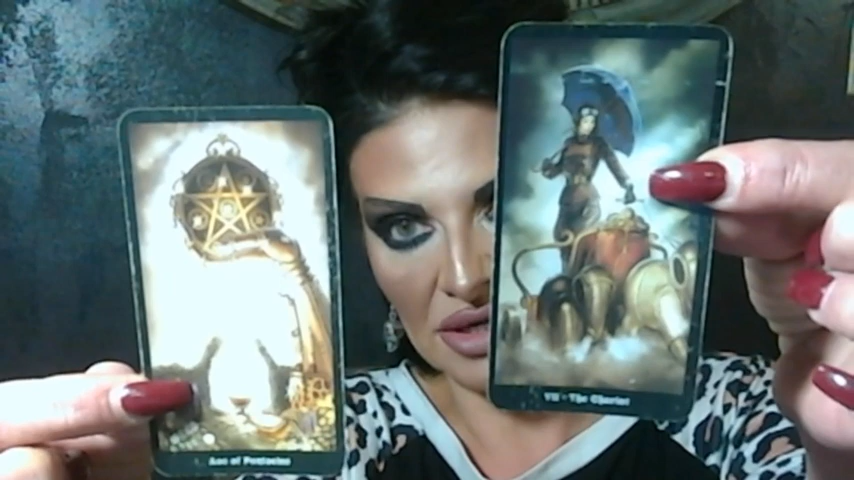 Ace of Pentacles
VII - The Chariot